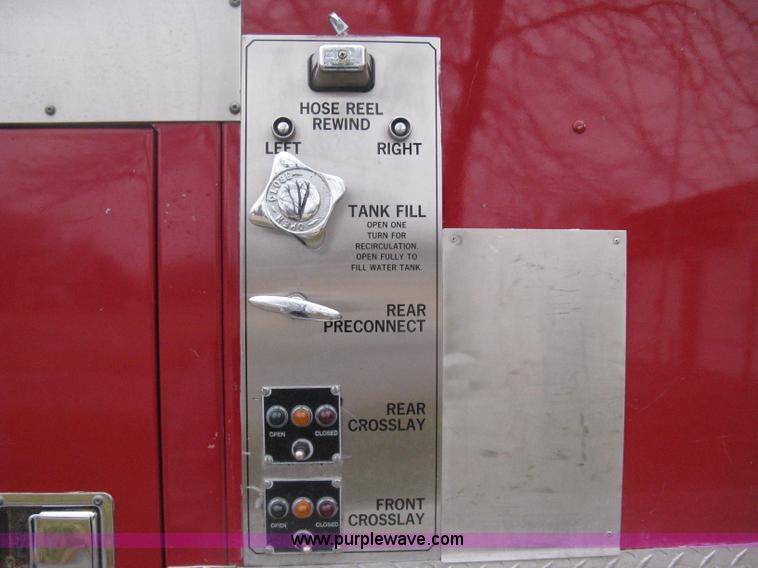 HOSE REEL
REWIND
LEFT RIGHT
OPEN CLOSE
TANK FILL
OPEN ONE
TURN FOR
RECIRCULATION.
OPEN FULLY TO
FILL WATER TANK.
REAR
PRECONNECT
REAR
CROSSLAY
OPEN CLOSED
FRONT
CROSSLAY
OPEN CLOSED
www.purplewave.com